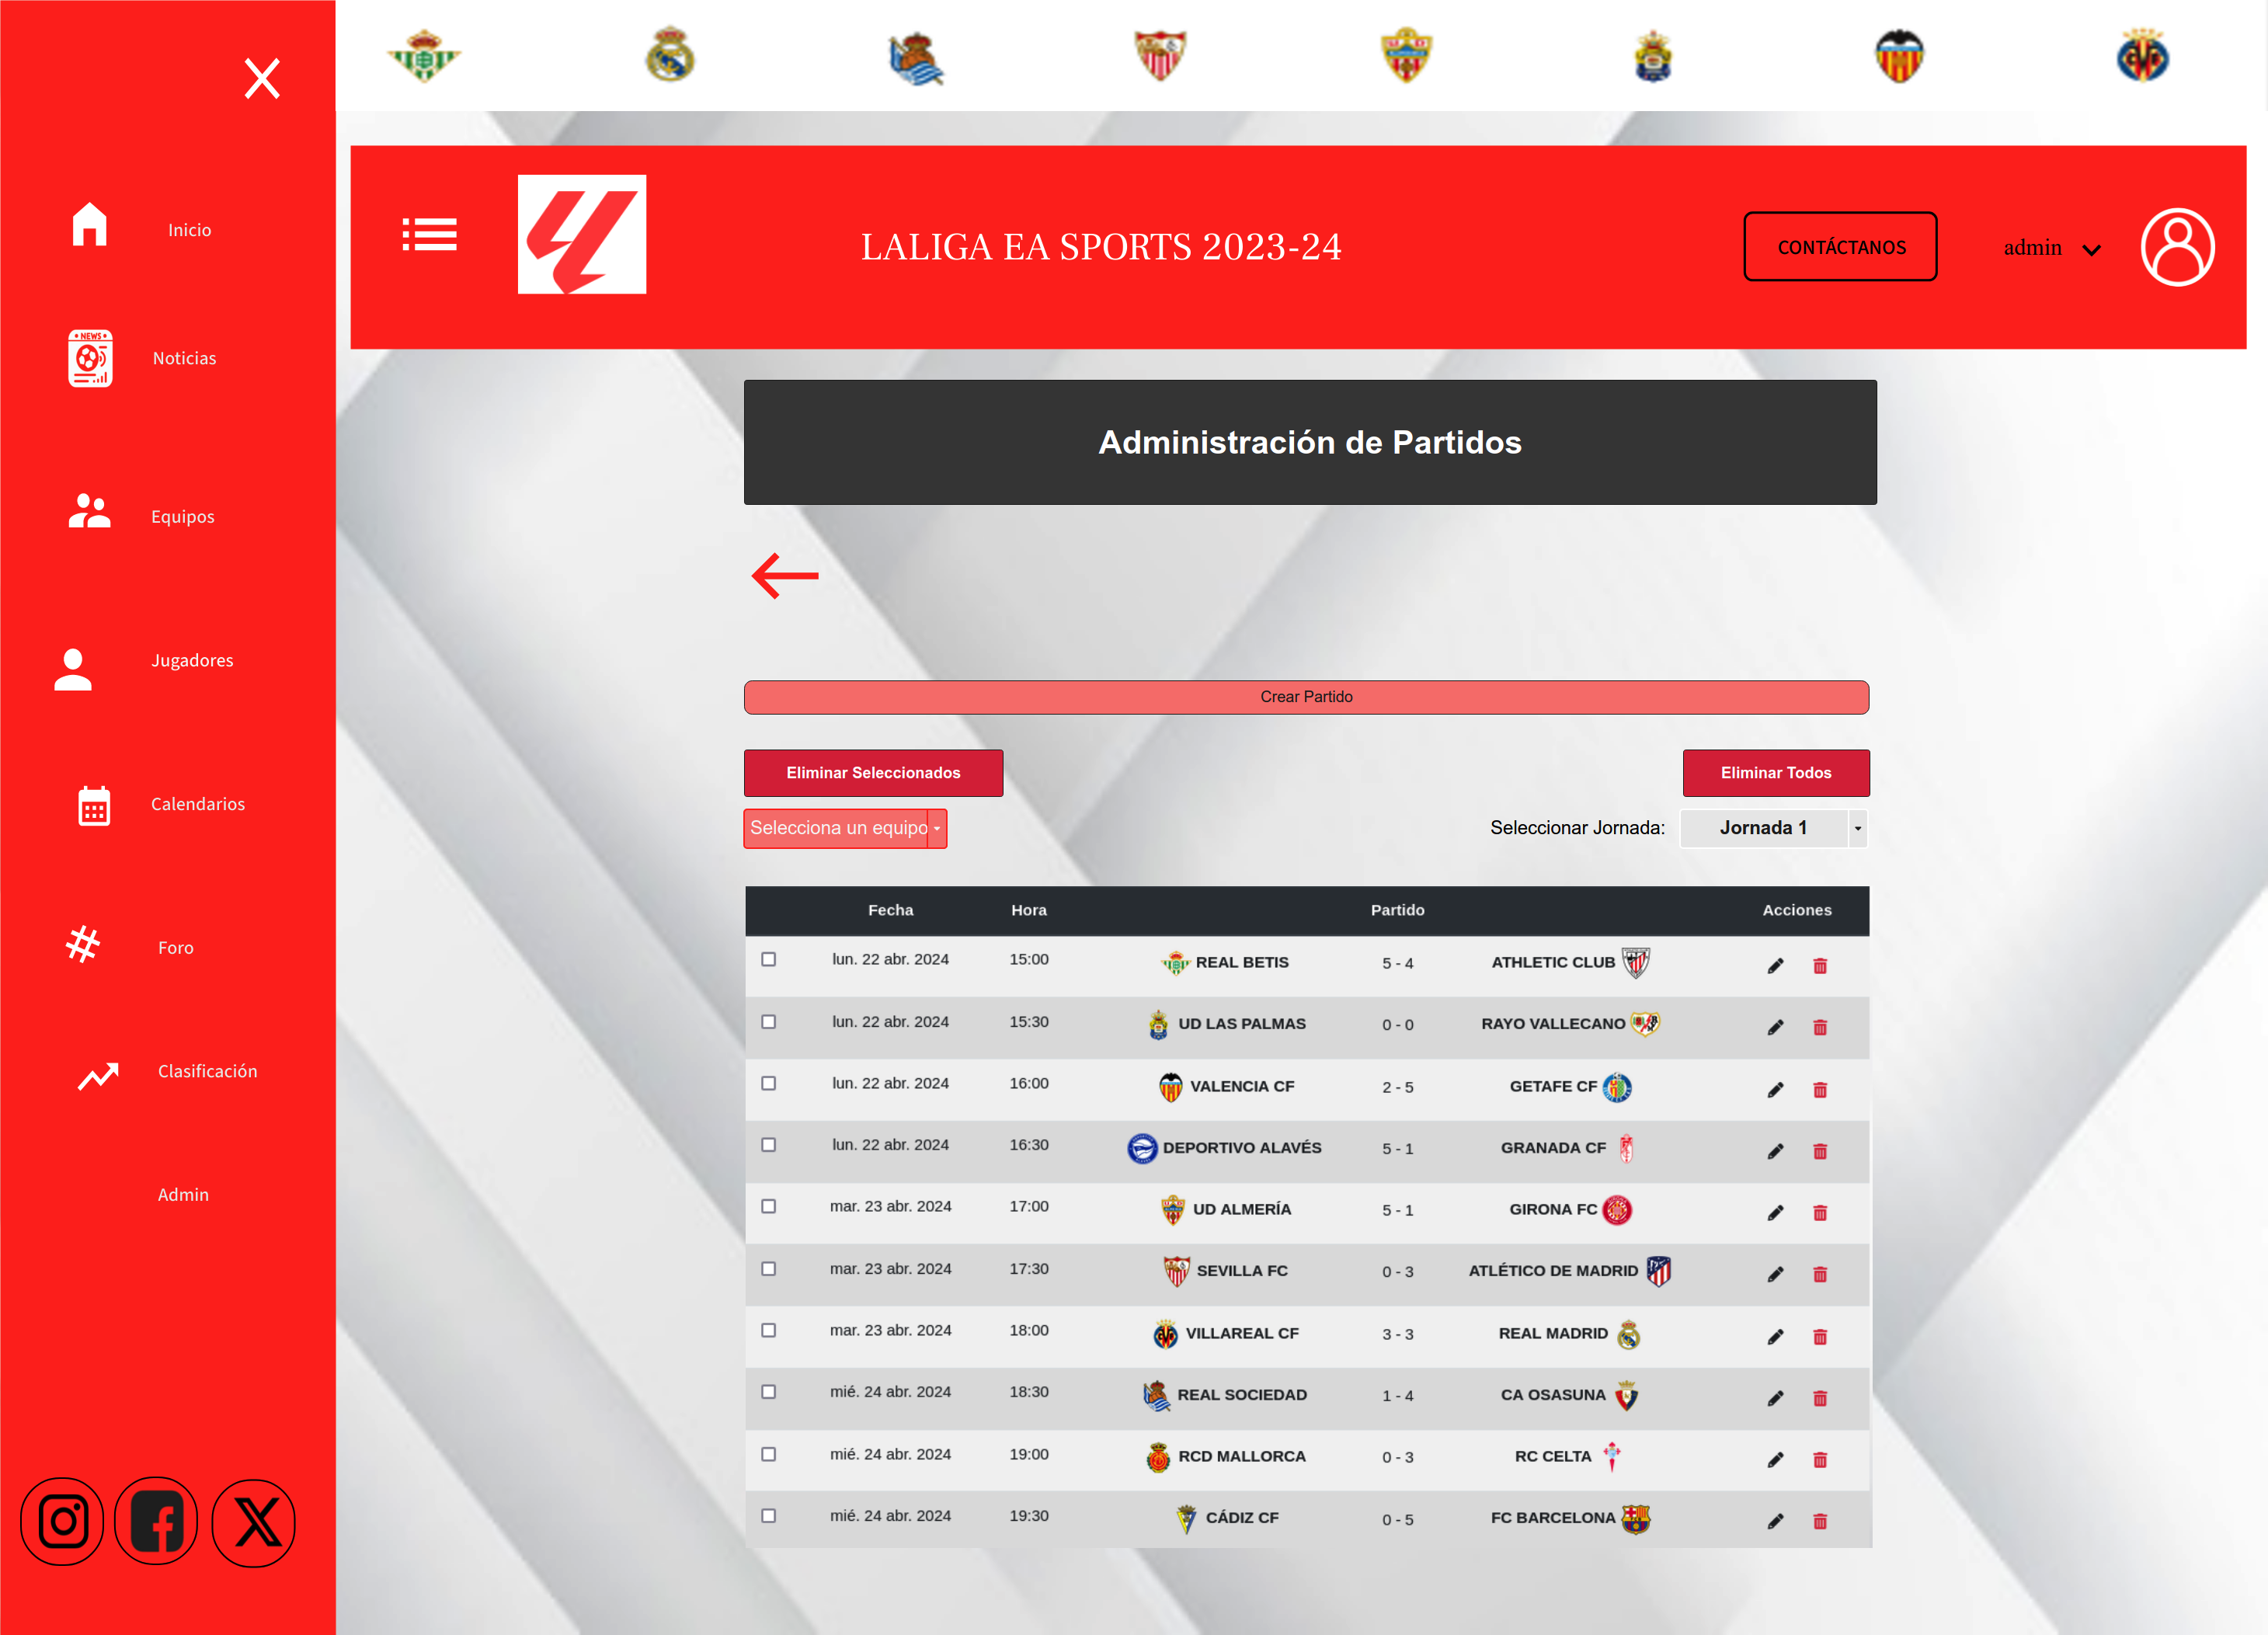 Inicio
• NEWS •
Noticias
Equipos
Jugadores
Calendarios
Foro
Clasificación
Admin
LALIGA EA SPORTS 2023-24
CONTÁCTANOS
admin
Administración de Partidos
Crear Partido
Eliminar Seleccionados
Eliminar Todos
Selecciona un equipo
Seleccionar Jornada: Jornada 1
Fecha Hora Partido Acciones
lun. 22 abr. 2024 15:00 REAL BETIS 5 - 4 ATHLETIC CLUB
lun. 22 abr. 2024 15:30 UD LAS PALMAS 0 - 0 RAYO VALLECANO
lun. 22 abr. 2024 16:00 VALENCIA CF 2 - 5 GETAFE CF
lun. 22 abr. 2024 16:30 DEPORTIVO ALAVÉS 5 - 1 GRANADA CF
mar. 23 abr. 2024 17:00 UD ALMERÍA 5 - 1 GIRONA FC
mar. 23 abr. 2024 17:30 SEVILLA FC 0 - 3 ATLÉTICO DE MADRID
mar. 23 abr. 2024 18:00 VILLAREAL CF 3 - 3 REAL MADRID
mié. 24 abr. 2024 18:30 REAL SOCIEDAD 1 - 4 CA OSASUNA
mié. 24 abr. 2024 19:00 RCD MALLORCA 0 - 3 RC CELTA
mié. 24 abr. 2024 19:30 CÁDIZ CF 0 - 5 FC BARCELONA